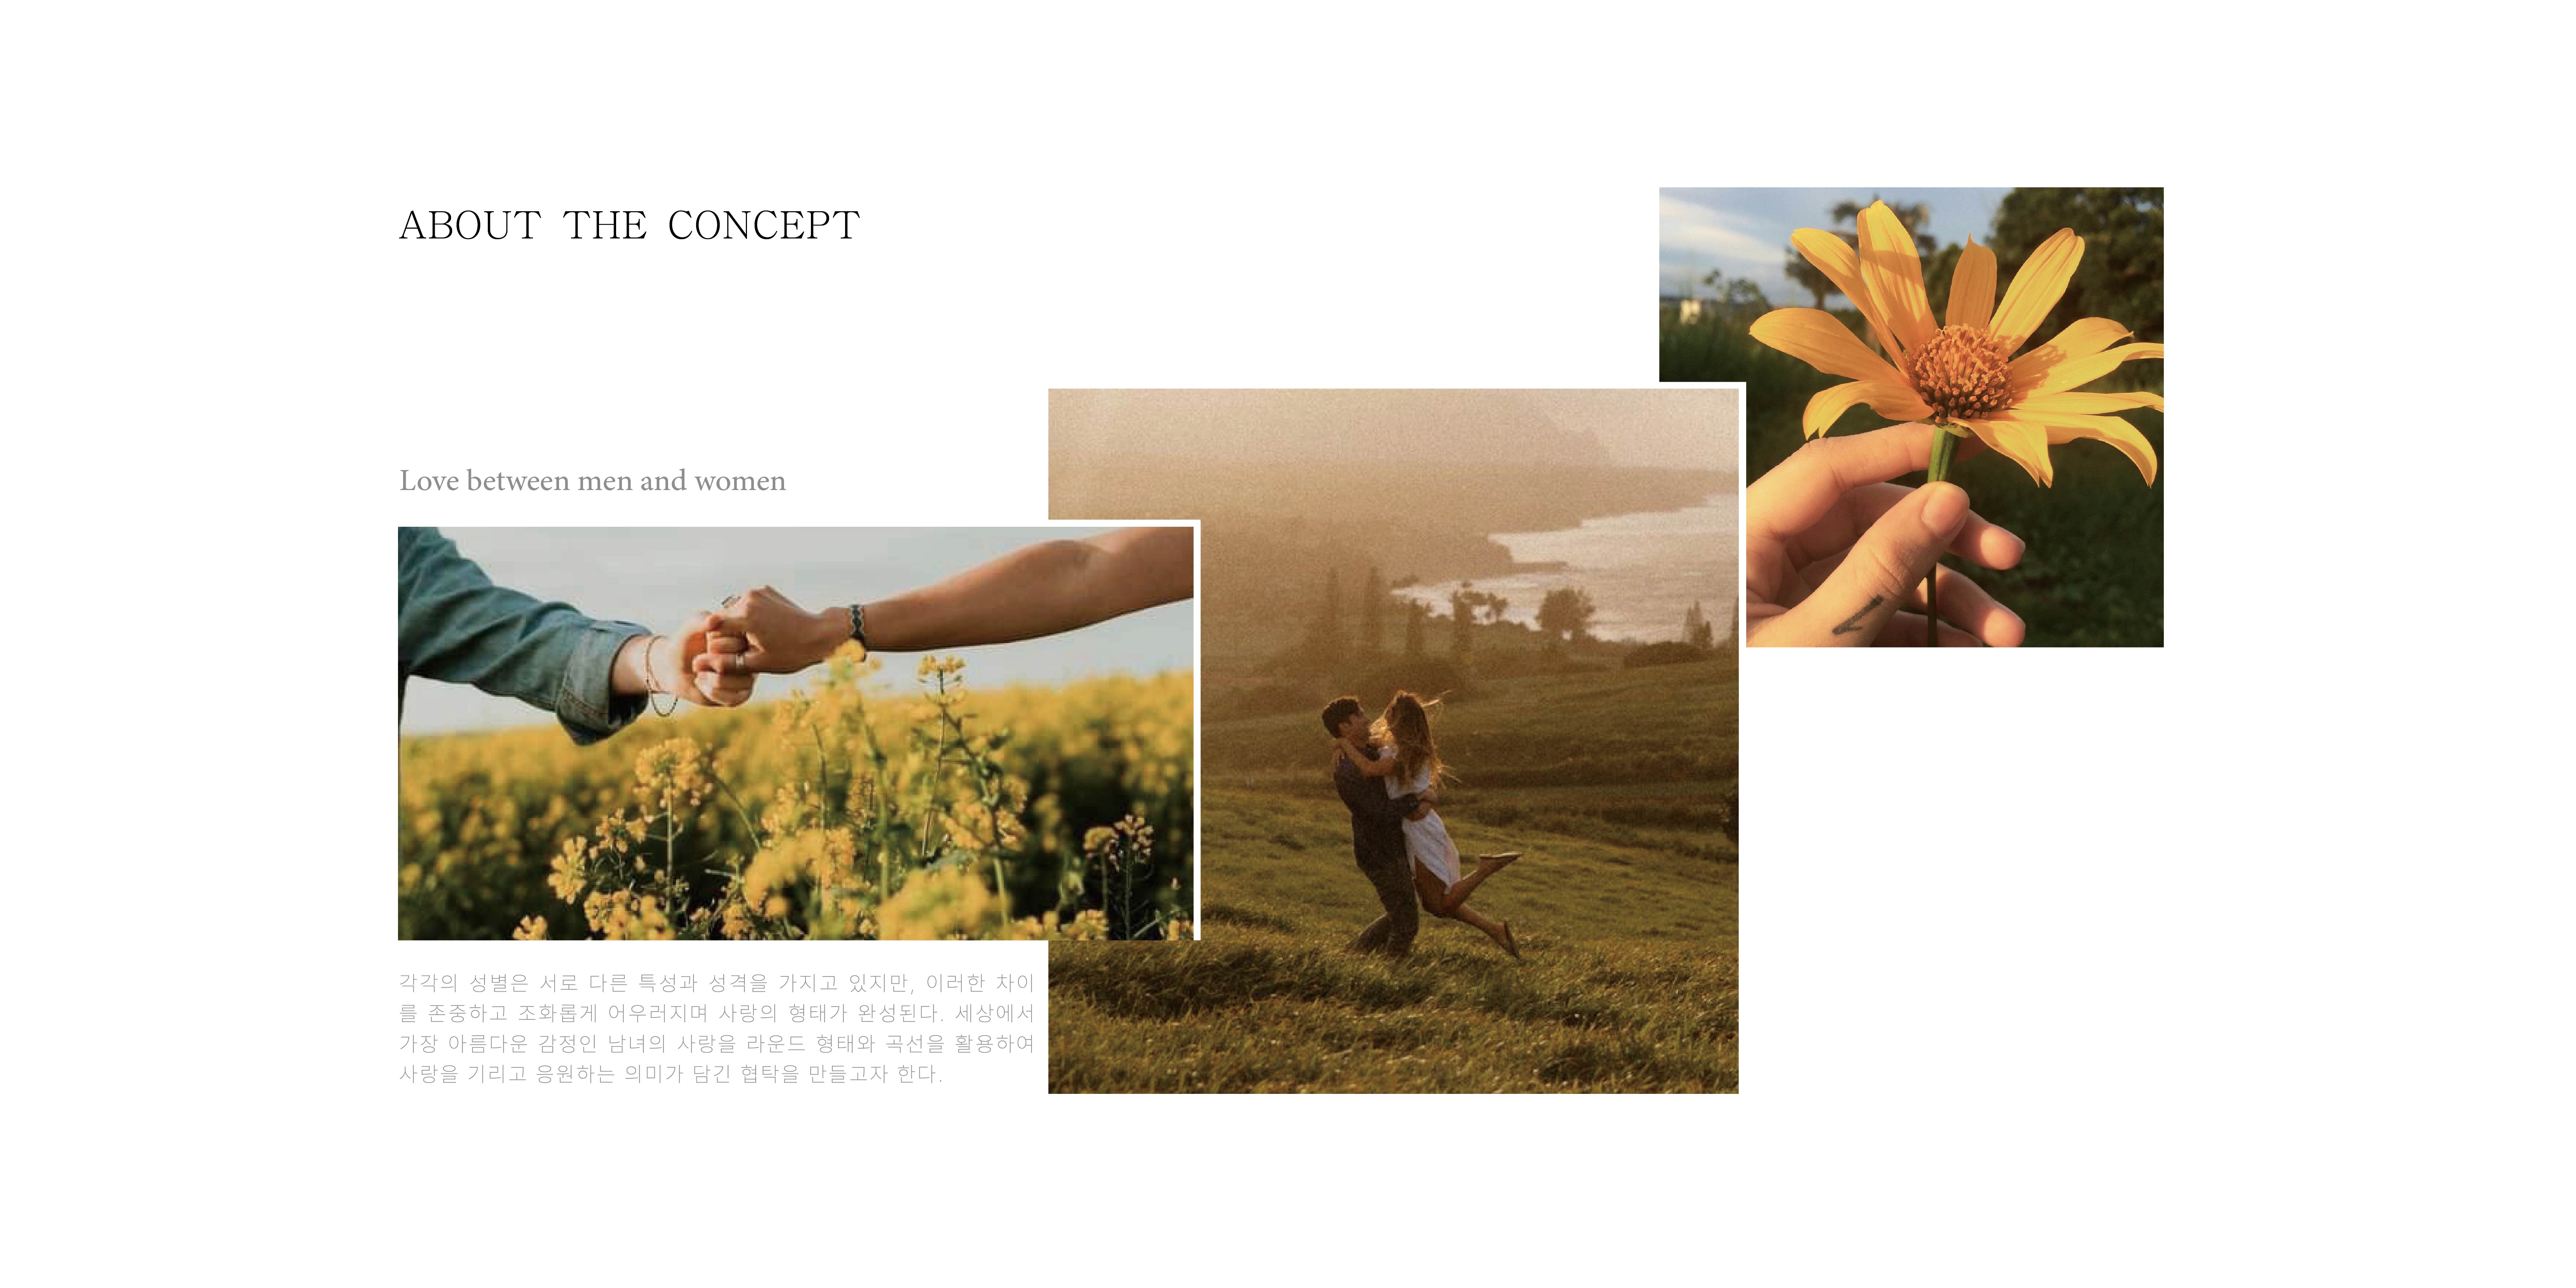 ABOUT THE CONCEPT
Love between men and women
각각의 성별은 서로 다른 특성과 성격을 가지고 있지만, 이러한 차이
를 존중하고 조화롭게 어우러지며 사랑의 형태가 완성된다. 세상에서
가장 아름다운 감정인 남녀의 사랑을 라운드 형태와 곡선을 활용하여
사랑을 기리고 응원하는 의미가 담긴 협탁을 만들고자 한다.